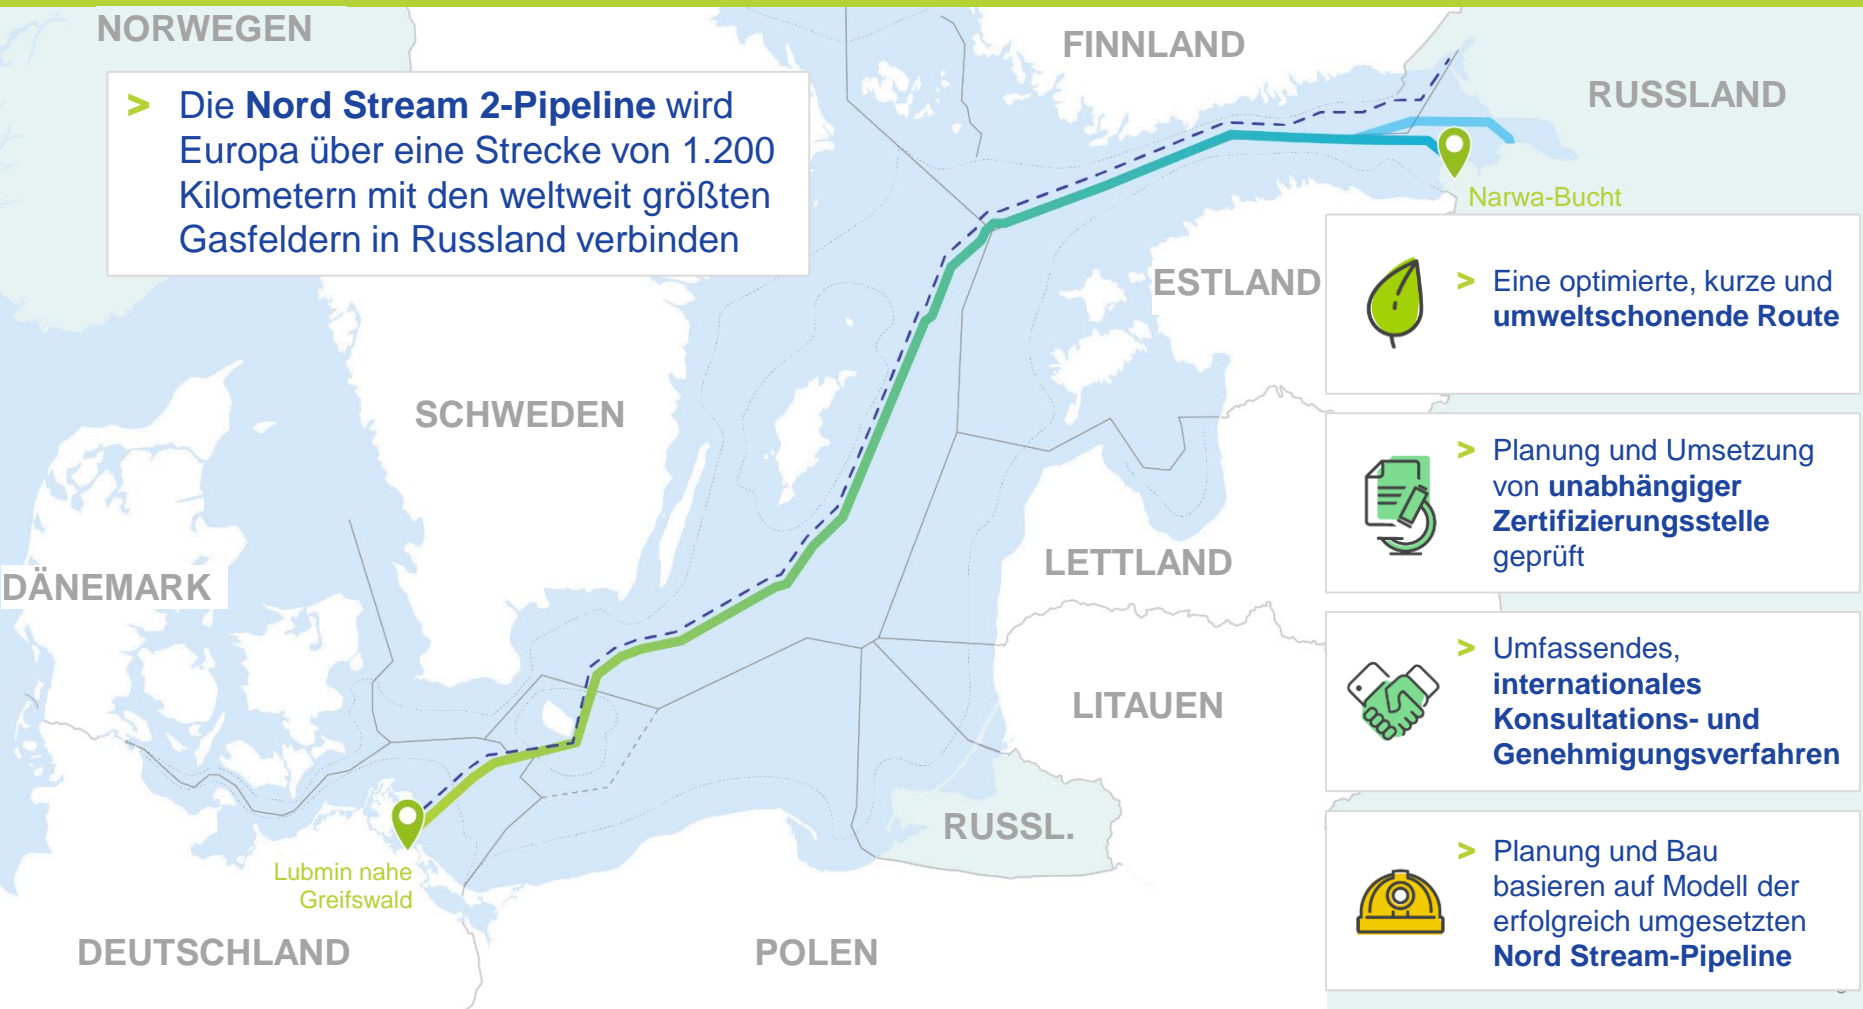 NORWEGEN
FINNLAND
RUSSLAND
> Die Nord Stream 2-Pipeline wird
Europa über eine Strecke von 1.200
Kilometern mit den weltweit größten
Gasfeldern in Russland verbinden
Narwa-Bucht
ESTLAND
> Eine optimierte, kurze und
umweltschonende Route
SCHWEDEN
> Planung und Umsetzung
von unabhängiger
Zertifizierungsstelle
geprüft
LETTLAND
DÄNEMARK
> Umfassendes,
internationales
Konsultations- und
Genehmigungsverfahren
LITAUEN
RUSSL.
> Planung und Bau
basieren auf Modell der
erfolgreich umgesetzten
Nord Stream-Pipeline
Lubmin nahe
Greifswald
DEUTSCHLAND
POLEN